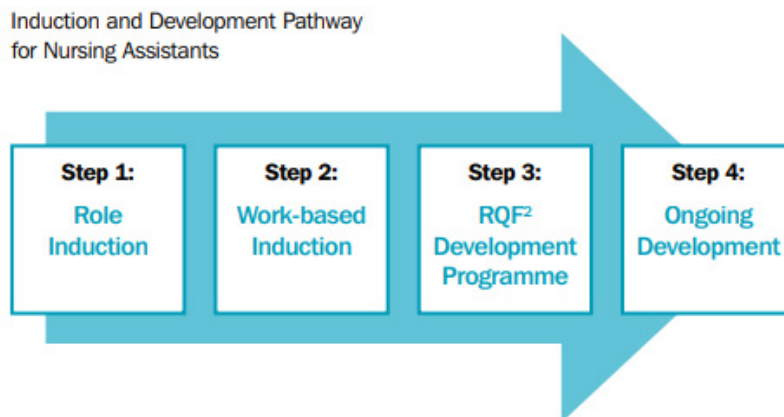 Induction and Development Pathway
for Nursing Assistants
Step 1:
Role
Induction
Step 2:
Work-based
Induction
Step 3:
RQF²
Development
Programme
Step 4:
Ongoing
Development